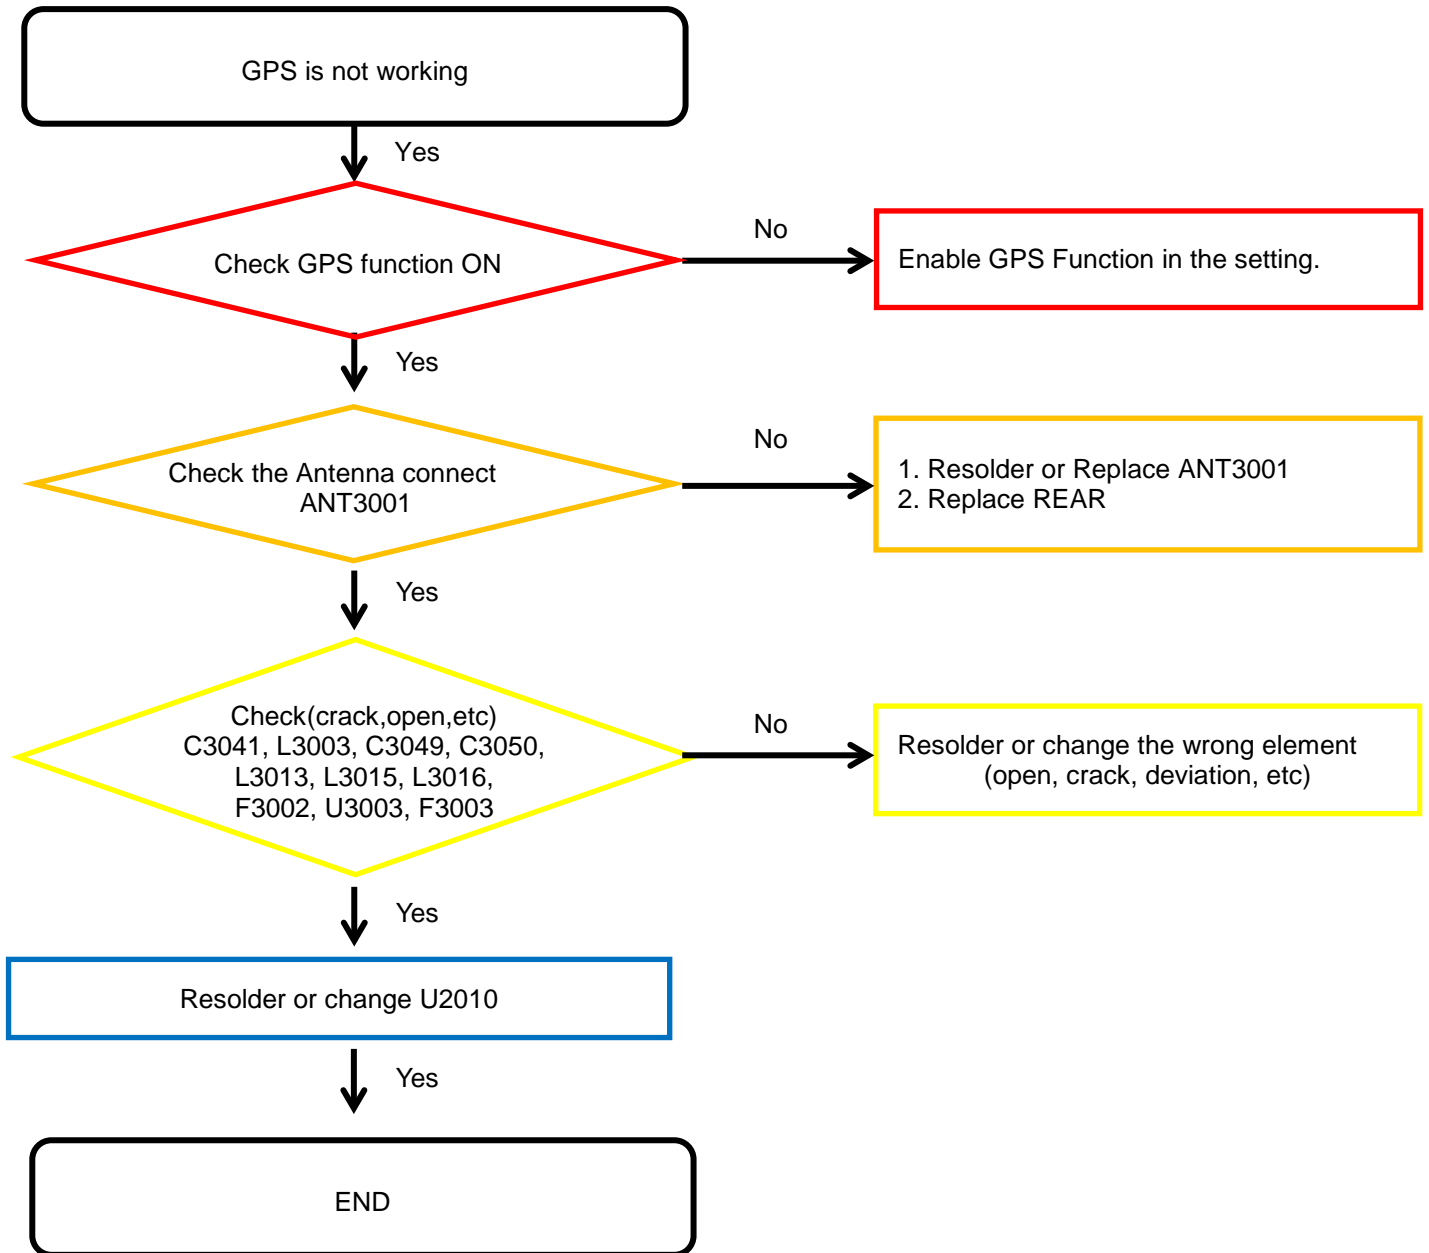 GPS is not working
Yes
Check GPS function ON
No
Enable GPS Function in the setting.
Yes
Check the Antenna connect
ANT3001
No
1. Resolder or Replace ANT3001
2. Replace REAR
Yes
Check(crack,open,etc)
C3041, L3003, C3049, C3050,
L3013, L3015, L3016,
F3002, U3003, F3003
No
Resolder or change the wrong element
(open, crack, deviation, etc)
Yes
Resolder or change U2010
Yes
END